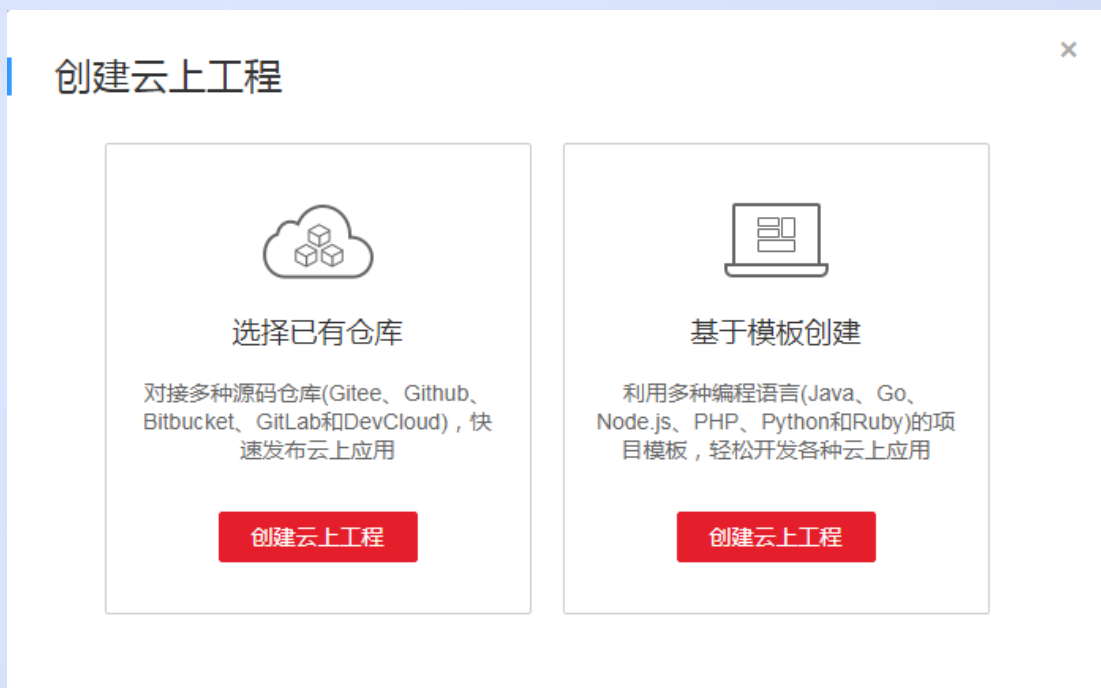 创建云上工程
×
选择已有仓库
对接多种源码仓库(Gitee、Github、
Bitbucket、GitLab和DevCloud)，快
速发布云上应用
创建云上工程
基于模板创建
利用多种编程语言(Java、Go、
Node.js、PHP、Python和Ruby)的项
目模板，轻松开发各种云上应用
创建云上工程